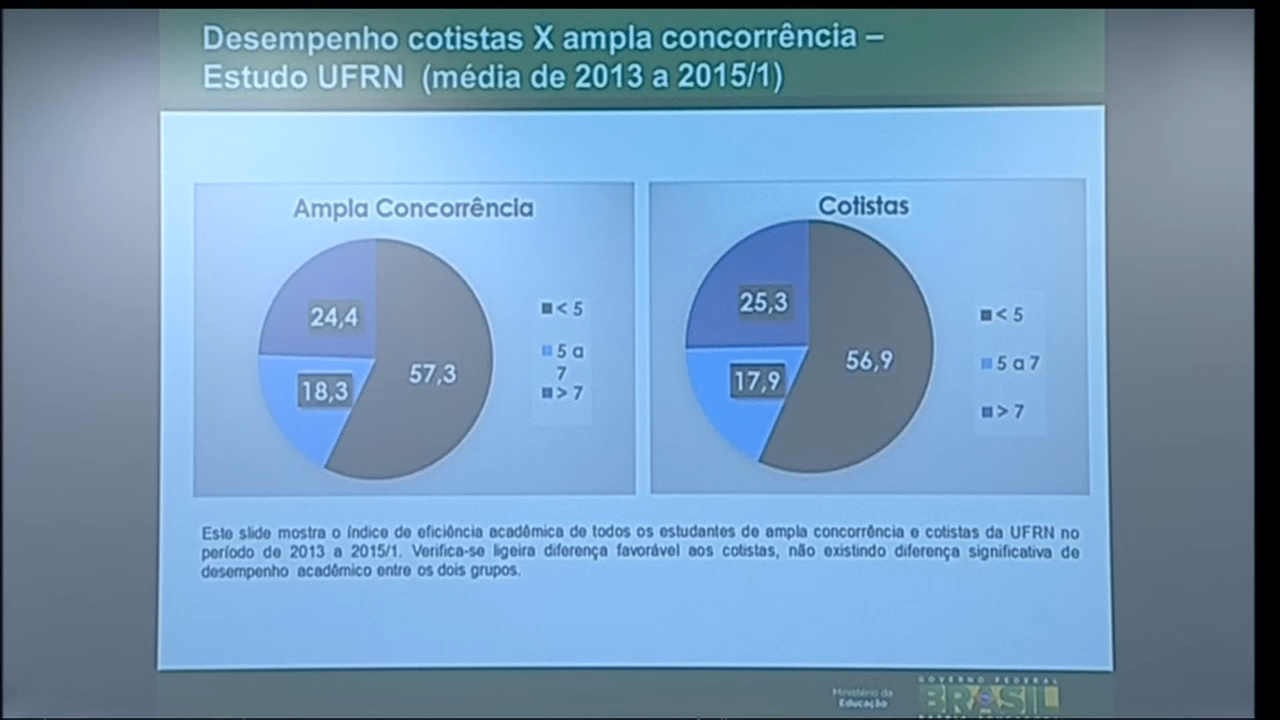 Desempenho cotistas X ampla concorrência –
Estudo UFRN (média de 2013 a 2015/1)
Ampla Concorrência
24,4
18,3
57,3
< 5
5 a
7
> 7
Cotistas
25,3
17,9
56,9
< 5
5 a 7
> 7
Este slide mostra o índice de eficiência acadêmica de todos os estudantes de ampla concorrência e cotistas da UFRN no
período de 2013 a 2015/1. Verifica-se ligeira diferença favorável aos cotistas, não existindo diferença significativa de
desempenho acadêmico entre os dois grupos.
Ministério da
Educação
GOVERNO FEDERAL
BRASIL